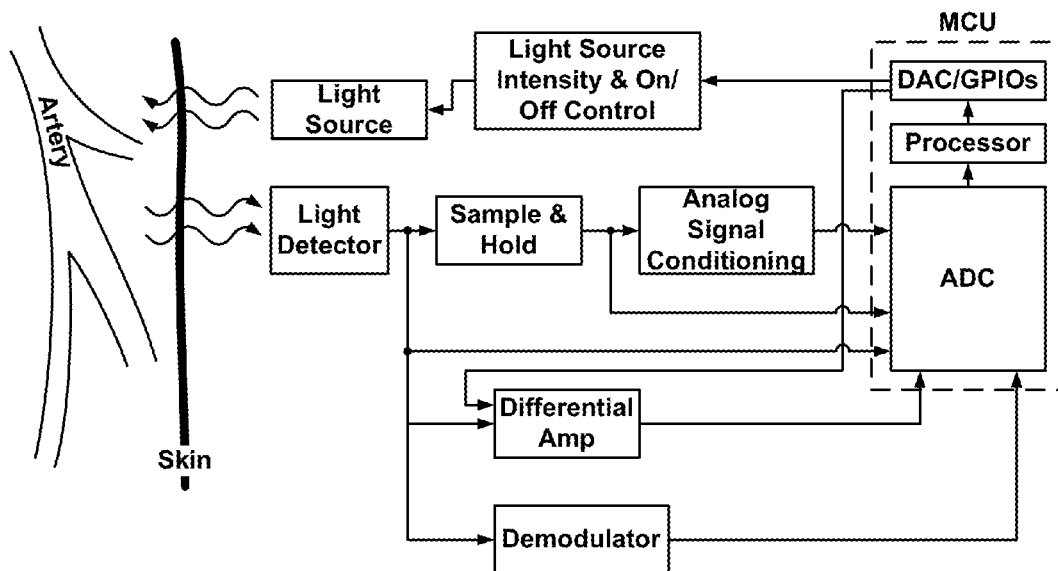 MCU
Light Source
Intensity & On/
Off Control
DAC/GPIOs
Light
Source
Artery
Processor
Light
Detector
Sample &
Hold
Analog
Signal
Conditioning
ADC
Differential
Amp
Skin
Demodulator